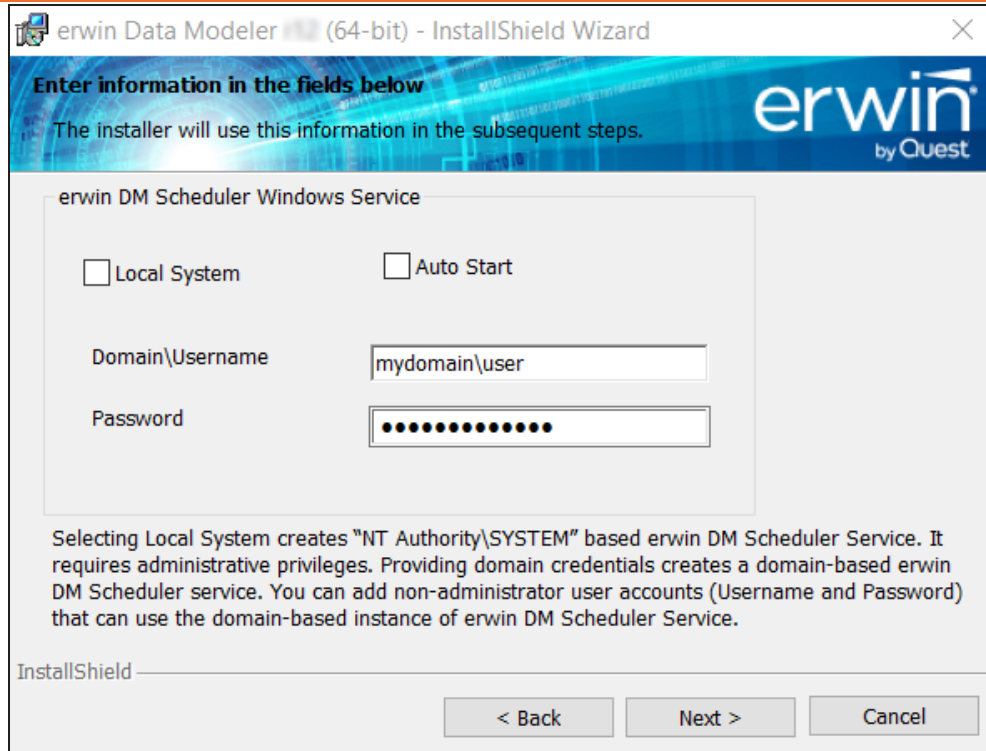 erwin Data Modeler (64-bit) - InstallShield Wizard
Enter information in the fields below
The installer will use this information in the subsequent steps.
erwin
by Quest
erwin DM Scheduler Windows Service
Local System
Auto Start
Domain\Username
mydomain\user
Password
Selecting Local System creates “NT Authority\SYSTEM” based erwin DM Scheduler Service. It
requires administrative privileges. Providing domain credentials creates a domain-based erwin
DM Scheduler service. You can add non-administrator user accounts (Username and Password)
that can use the domain-based instance of erwin DM Scheduler Service.
InstallShield
< Back
Next >
Cancel